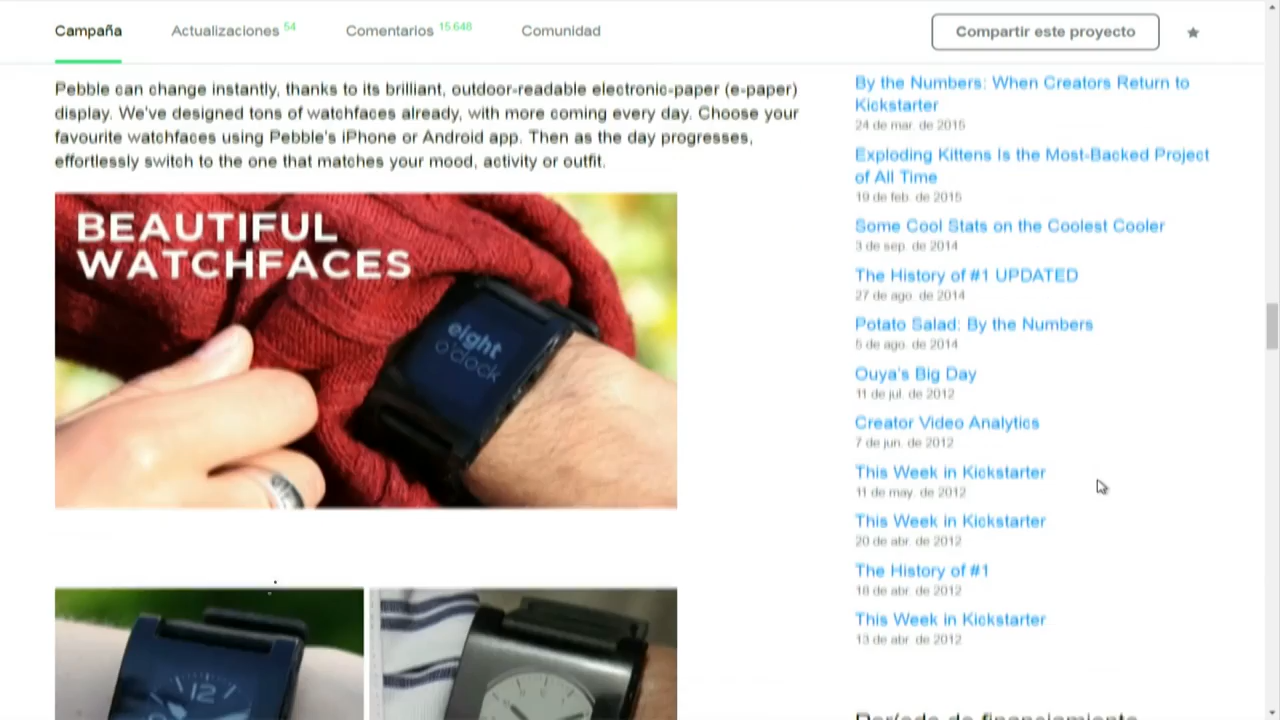 Campaña
Actualizaciones 54
Comentarios 15.648
Comunidad
Compartir este proyecto
Pebble can change instantly, thanks to its brilliant, outdoor-readable electronic-paper (e-paper)
display. We've designed tons of watchfaces already, with more coming every day. Choose your
favourite watchfaces using Pebble's iPhone or Android app. Then as the day progresses,
effortlessly switch to the one that matches your mood, activity or outfit.
BEAUTIFUL
WATCHFACES
eight
o'clock
12
By the Numbers: When Creators Return to
Kickstarter
24 de mar. de 2015
Exploding Kittens Is the Most-Backed Project
of All Time
19 de feb. de 2015
Some Cool Stats on the Coolest Cooler
3 de sep. de 2014
The History of #1 UPDATED
27 de ago. de 2014
Potato Salad: By the Numbers
5 de ago. de 2014
Ouya's Big Day
11 de jul. de 2012
Creator Video Analytics
7 de jun. de 2012
This Week in Kickstarter
11 de may. de 2012
This Week in Kickstarter
20 de abr. de 2012
The History of #1
18 de abr. de 2012
This Week in Kickstarter
13 de abr. de 2012
Período de financiamiento